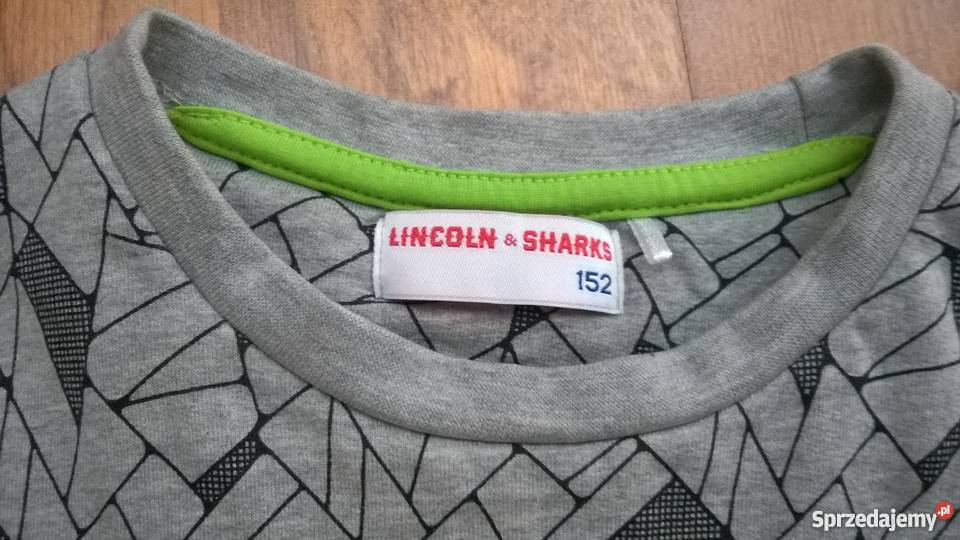 LINCOLN & SHARKS
152
Sprzedajemy.pl